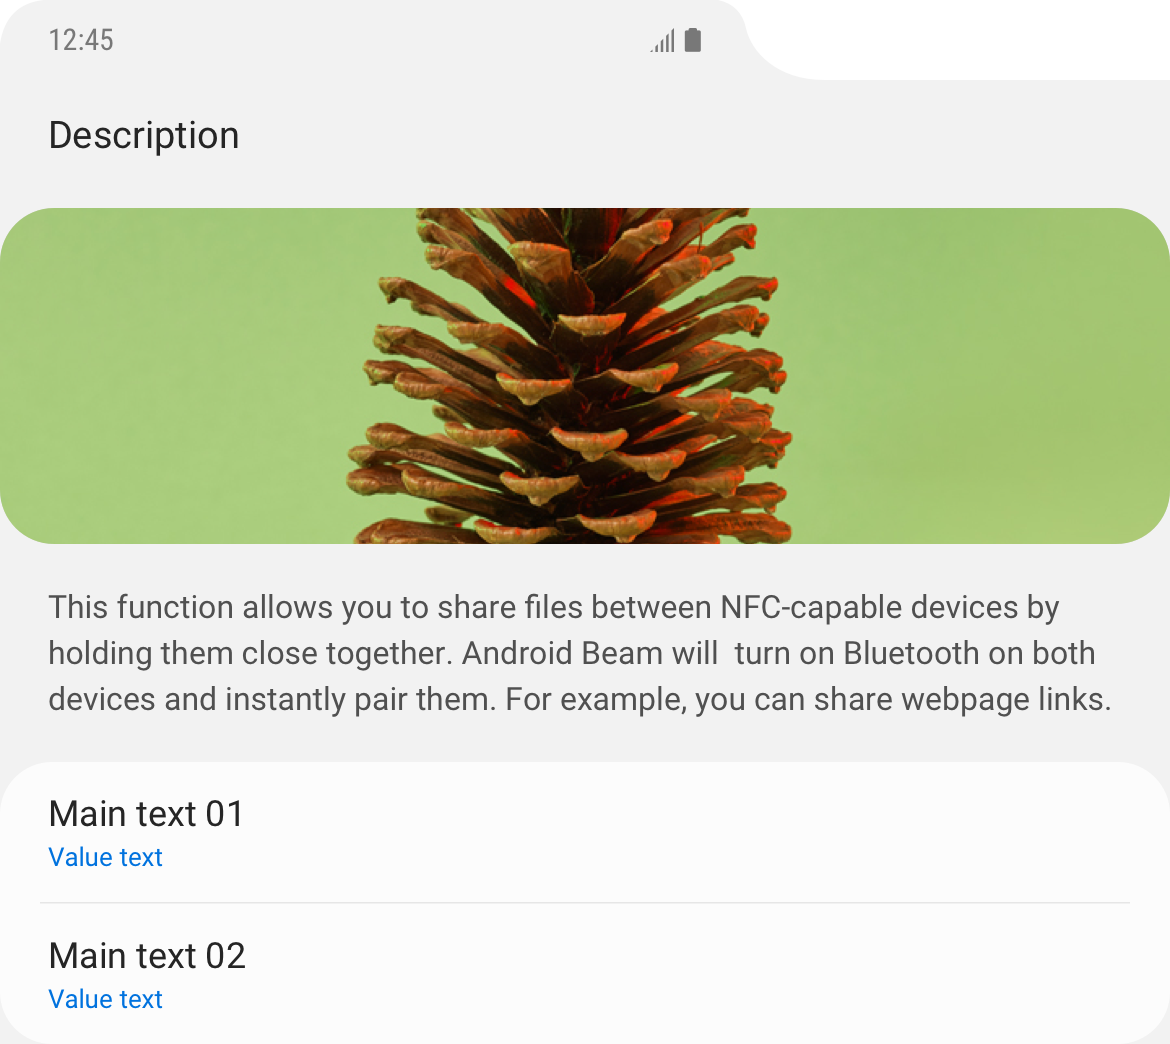 12:45
Description
This function allows you to share files between NFC-capable devices by
holding them close together. Android Beam will  turn on Bluetooth on both
devices and instantly pair them. For example, you can share webpage links.
Main text 01
Value text
Main text 02
Value text